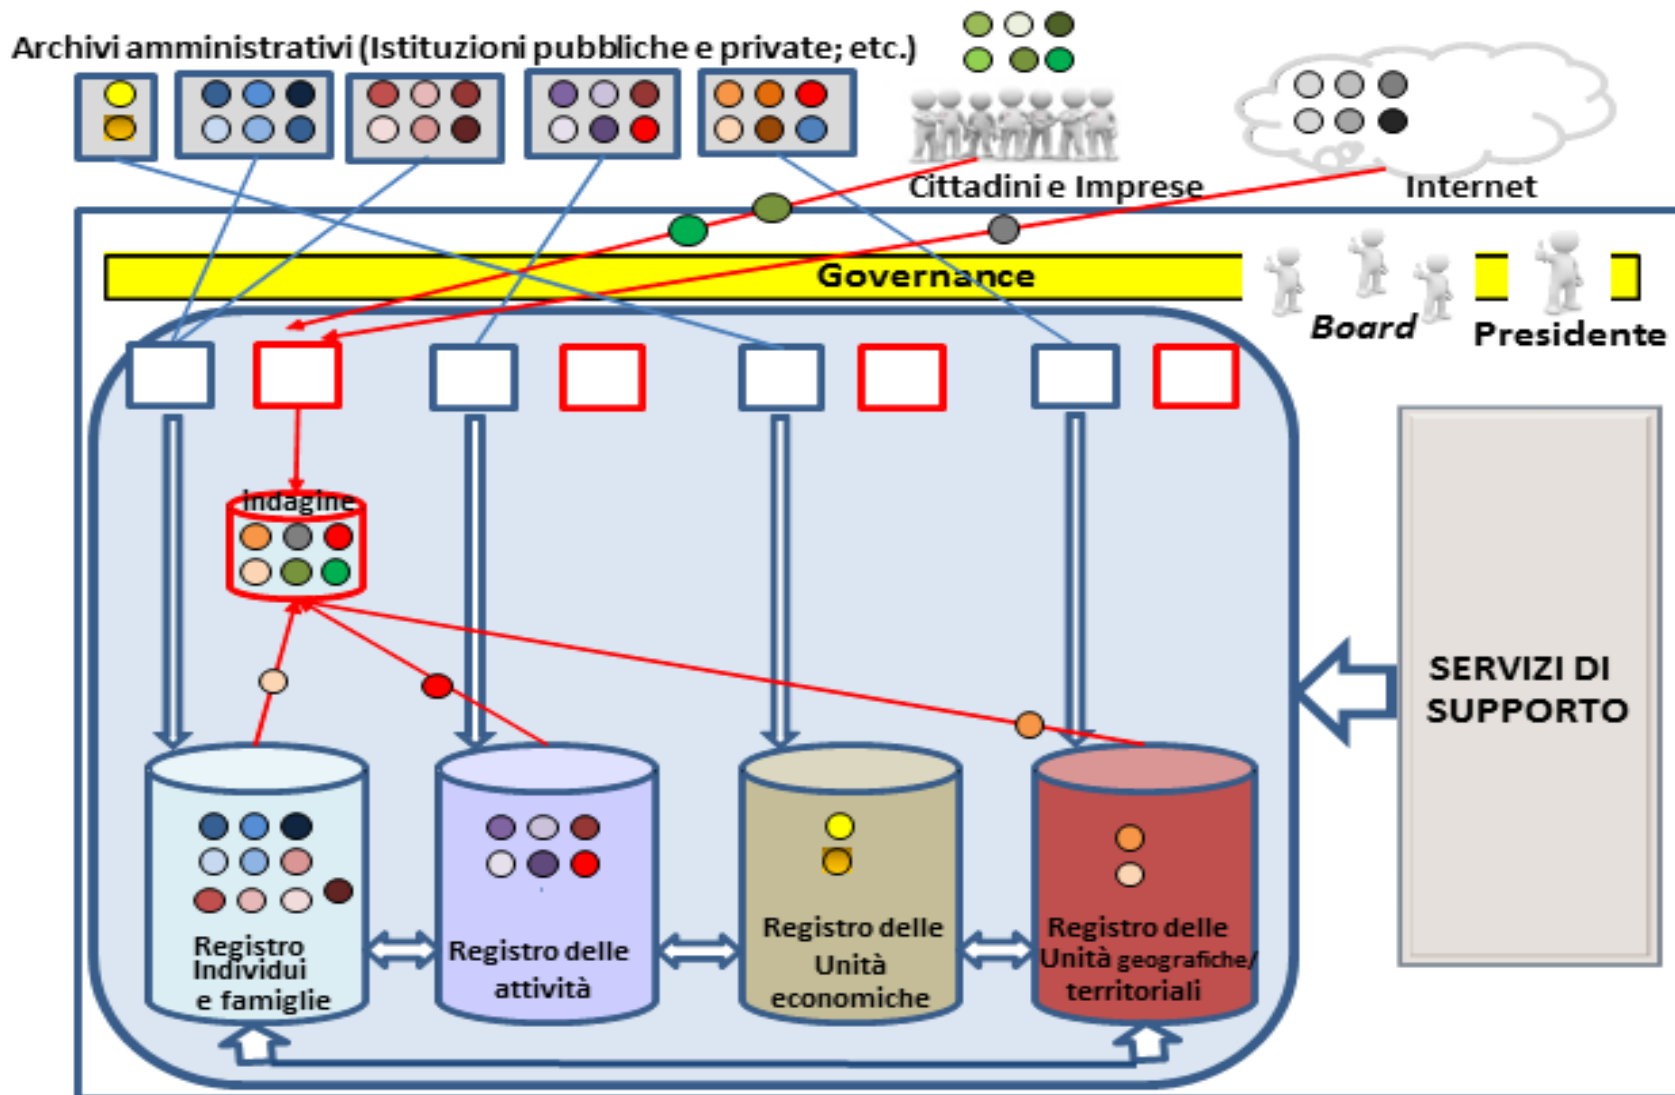 Archivi amministrativi (Istituzioni pubbliche e private; etc.)
Cittadini e Imprese
Internet
Governance
Board
Presidente
indagine
SERVIZI DI
SUPPORTO
Registro
Individui
e famiglie
Registro delle
attività
Registro delle
Unità
economiche
Registro delle
Unità geografiche/
territoriali